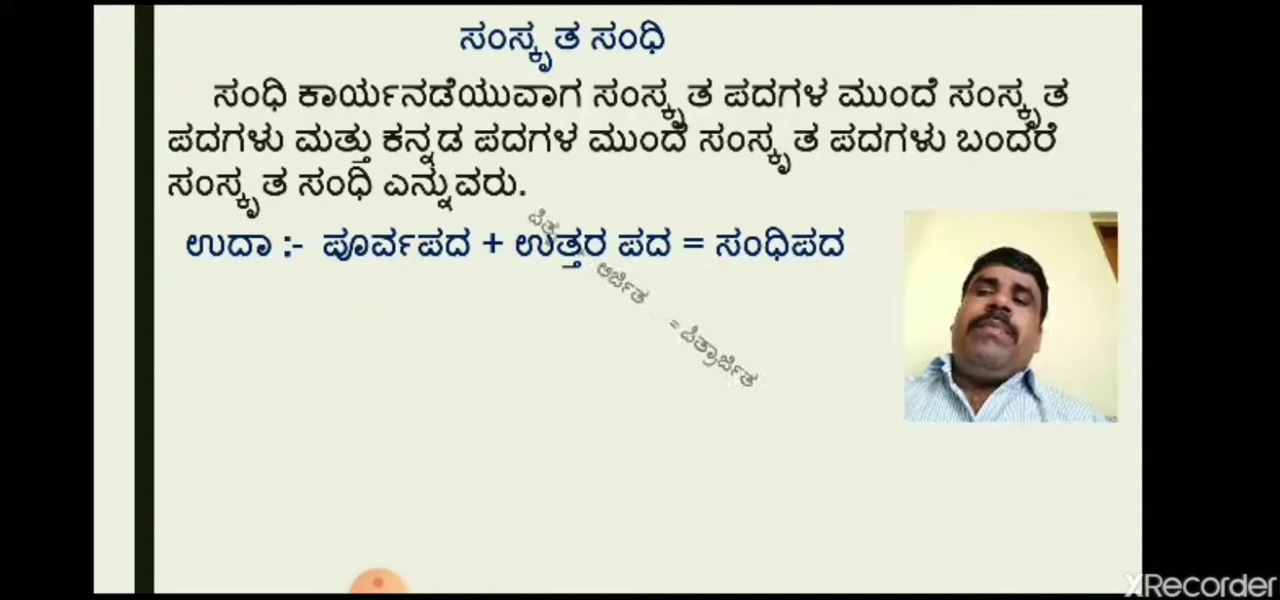 ಸಂಸ್ಕೃತ ಸಂಧಿ
ಸಂಧಿ ಕಾರ್ಯನಡೆಯುವಾಗ ಸಂಸ್ಕೃತ ಪದಗಳ ಮುಂದೆ ಸಂಸ್ಕೃತ
ಪದಗಳು ಮತ್ತು ಕನ್ನಡ ಪದಗಳ ಮುಂದೆ ಸಂಸ್ಕೃತ ಪದಗಳು ಬಂದರೆ
ಸಂಸ್ಕೃತ ಸಂಧಿ ಎನ್ನುವರು.
ಉದಾ :- ಪೂರ್ವಪದ + ಉತ್ತರ ಪದ = ಸಂಧಿಪದ
ಆರ್ಜಿತ = ಪಿತ್ರಾರ್ಜಿತ
XRecorder